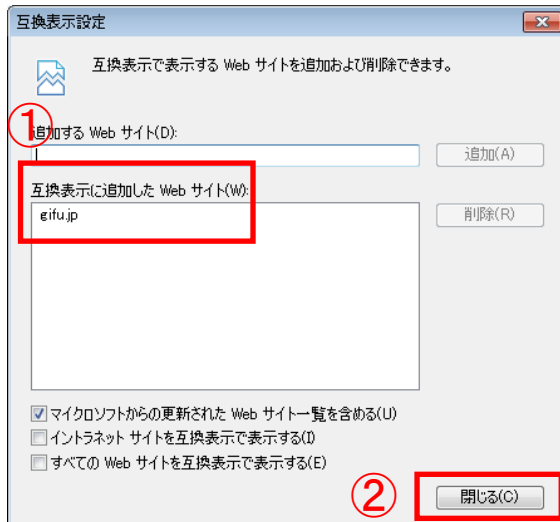 互換表示設定
互換表示で表示する Web サイトを追加および削除できます。
①
追加する Web サイト(D):
追加(A)
互換表示に追加した Web サイト(W):
gifu.jp
削除(R)
マイクロソフトからの更新された Web サイト一覧を含める(U)
イントラネット サイトを互換表示で表示する(I)
すべての Web サイトを互換表示で表示する(E)
②
閉じる(C)